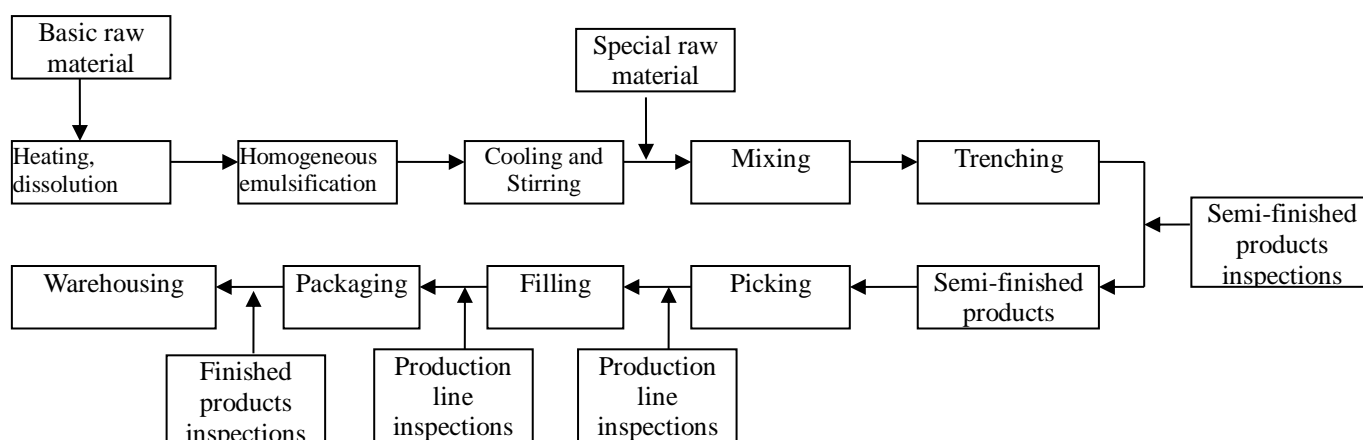 Basic raw
material
Special raw
material
Heating,
dissolution
Homogeneous
emulsification
Cooling and
Stirring
Mixing
Trenching
Semi-finished
products
inspections
Warehousing
Packaging
Filling
Picking
Semi-finished
products
Finished
products
inspections
Production
line
inspections
Production
line
inspections